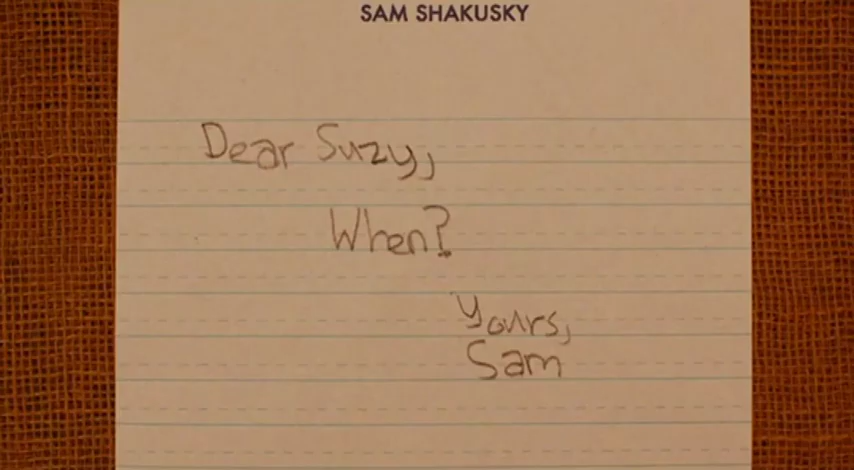 SAM SHAKUSKY
Dear Suzy,
When?
Yours,
Sam